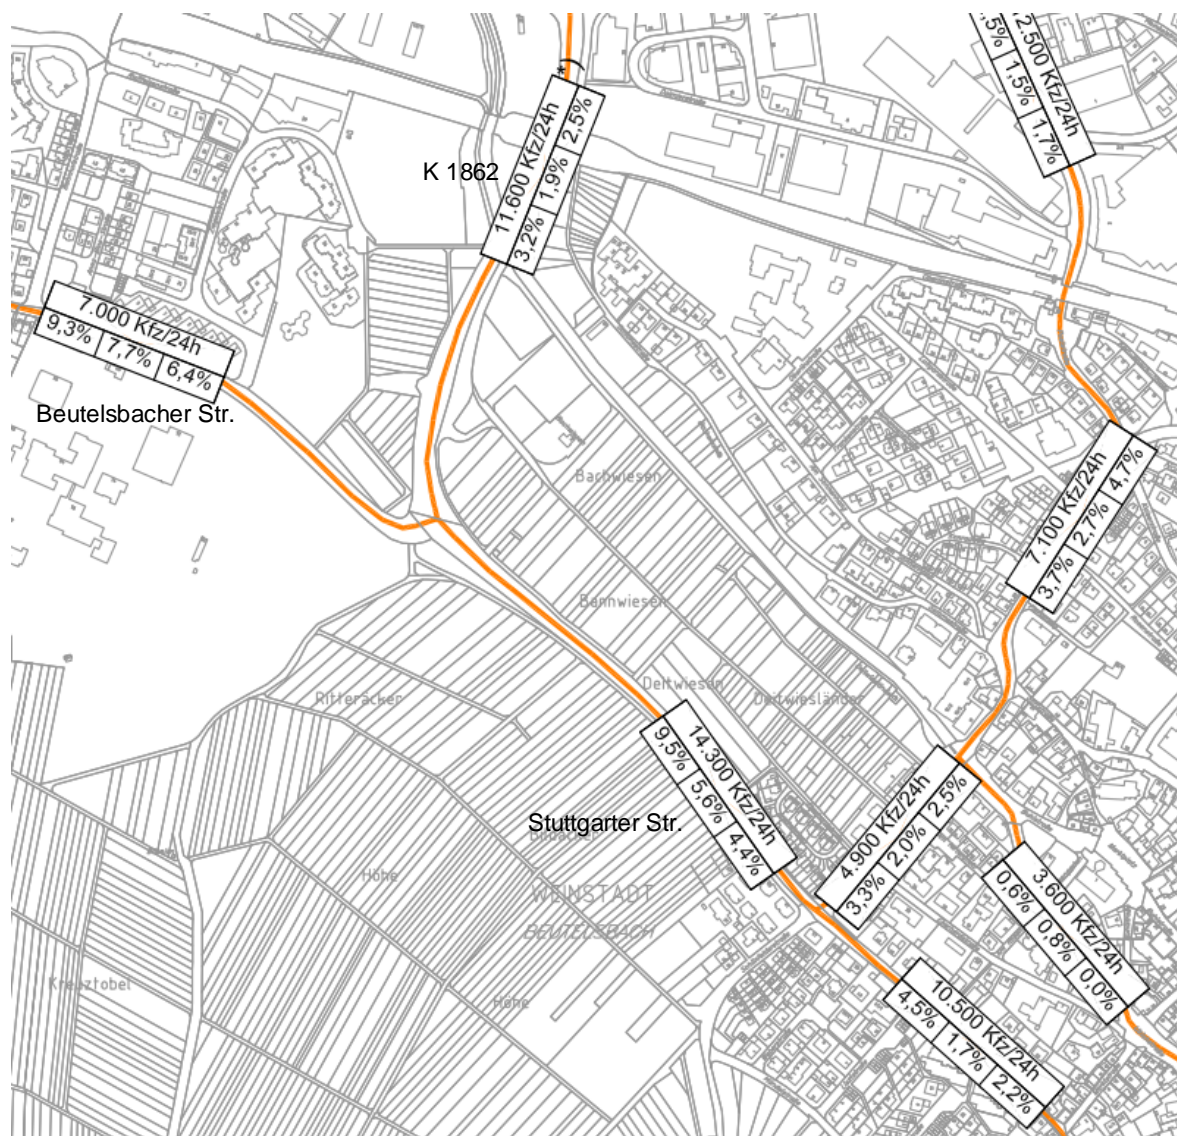 2.500 Kfz/24h
,5% 1,5% 1,7%
*)
11.600 Kfz/24h
3,2% 1,9% 2,5%
K 1862
7.000 Kfz/24h
9,3% 7,7% 6,4%
Beutelsbacher Str.
7.100 Kfz/24h
3,7% 2,7% 4,7%
Bachwiesen
Bannwiesen
Deitwiesen
Deitwiesländer
Ritteräcker
14.300 Kfz/24h
9,5% 5,6% 4,4%
Stuttgarter Str.
4.900 Kfz/24h
3,3% 2,0% 2,5%
3.600 Kfz/24h
0,6% 0,8% 0,0%
Höhe
WEINSTADT
BEUTELSBACH
Kreuztobel
Höhe
10.500 Kfz/24h
4,5% 1,7% 2,2%